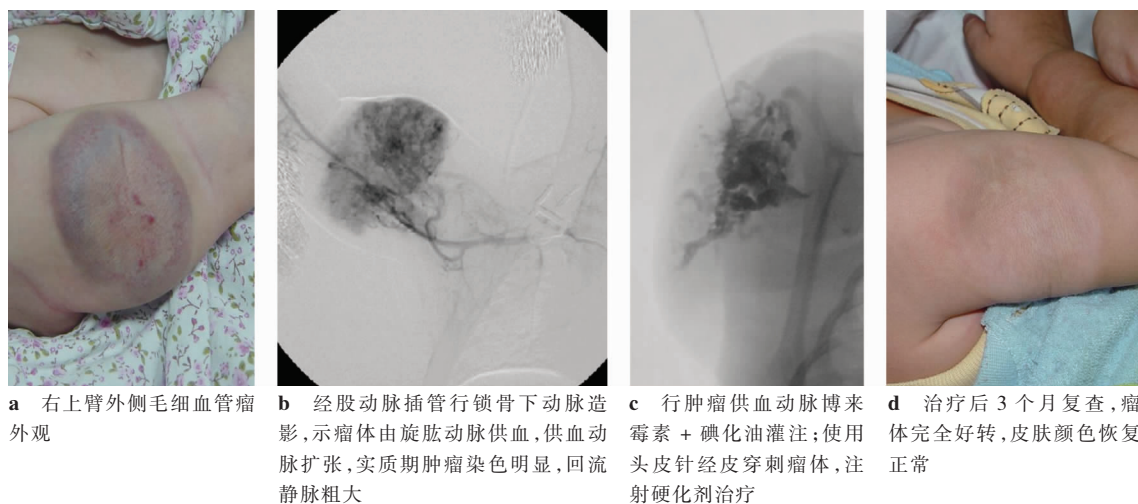 a 右上臂外侧毛细血管瘤
外观
b 经股动脉插管行锁骨下动脉造
影,示瘤体由旋肱动脉供血,供血动
脉扩张,实质期肿瘤染色明显,回流
静脉粗大
c 行肿瘤供血动脉博来
霉素 + 碘化油灌注;使用
头皮针经皮穿刺瘤体,注
射硬化剂治疗
d 治疗后 3 个月复查,瘤
体完全好转,皮肤颜色恢复
正常